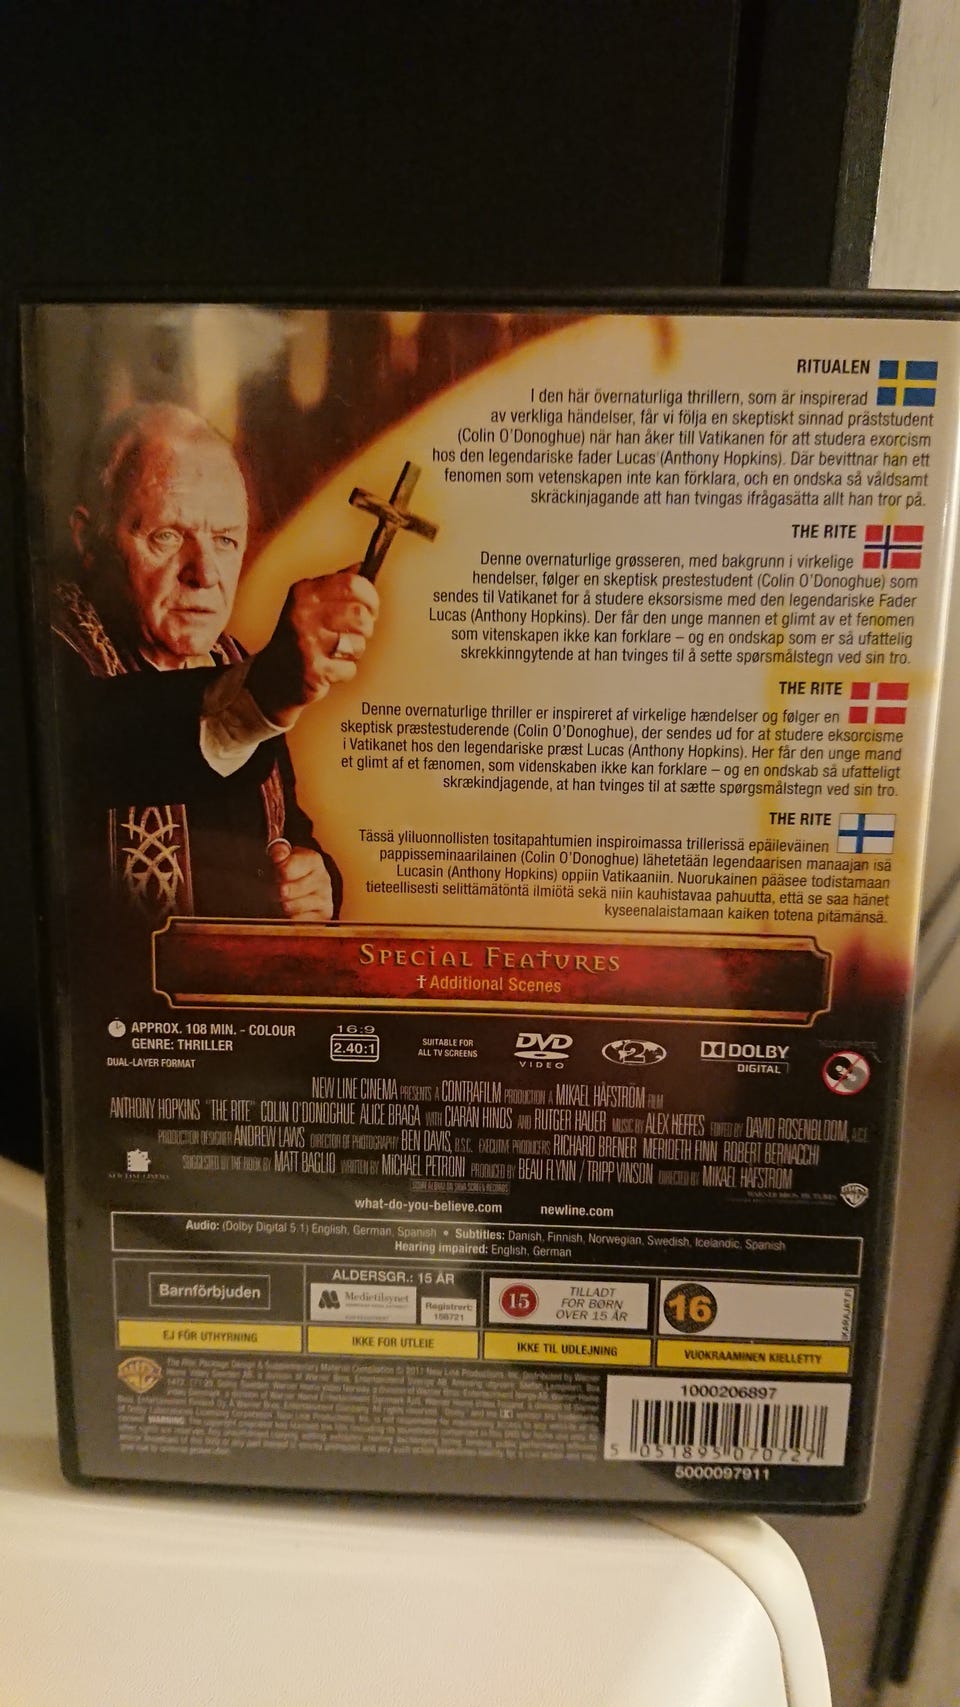 RITUALEN
I den här övernaturliga thrillern, som är inspirerad
av verkliga händelser, får vi följa en skeptiskt sinnad präststudent
(Colin O'Donoghue) när han åker till Vatikanen för att studera exorcism
hos den legendariske fader Lucas (Anthony Hopkins). Där bevittnar han ett
fenomen som vetenskapen inte kan förklara, och en ondska så våldsamt
skräckinjagande att han tvingas ifrågasätta allt han tror på.
THE RITE
Denne overnaturlige grøsseren, med bakgrunn i virkelige
hendelser, følger en skeptisk prestestudent (Colin O'Donoghue) som
sendes til Vatikanet for å studere eksorsisme med den legendariske Fader
Lucas (Anthony Hopkins). Der får den unge mannen et glimt av et fenomen
som vitenskapen ikke kan forklare – og en ondskap som er så ufattelig
skrekkinngytende at han tvinges til å sette spørsmålstegn ved sin tro.
THE RITE
Denne overnaturlige thriller er inspireret af virkelige hændelser og følger en
skeptisk præstestuderende (Colin O'Donoghue), der sendes ud for at studere eksorcisme
i Vatikanet hos den legendariske præst Lucas (Anthony Hopkins). Her får den unge mand
et glimt af et fænomen, som videnskaben ikke kan forklare – og en ondskab så ufatteligt
skrækindjagende, at han tvinges til at sætte spørgsmålstegn ved sin tro.
THE RITE
Tässä yliluonnollisten tositapahtumien inspiroimassa trillerissä epäileväinen
pappisseminaarilainen (Colin O'Donoghue) lähetetään legendaarisen manaajan isä
Lucasin (Anthony Hopkins) oppiin Vatikaaniin. Nuorukainen pääsee todistamaan
tieteellisesti selittämätöntä ilmiötä sekä niin kauhistavaa pahuutta, että se saa hänet
kyseenalaistamaan kaiken totena pitämänsä.
SPECIAL FEATURES
Additional Scenes
APPROX. 108 MIN. - COLOUR
GENRE: THRILLER
DUAL-LAYER FORMAT
16:9
2.40:1
SUITABLE FOR
ALL TV SCREENS
DVD
VIDEO
2
DOLBY
DIGITAL
NEW LINE CINEMA PRESENTS A CONTRAFILM PRODUCTION A MIKAEL HÅFSTRÖM FILM
ANTHONY HOPKINS "THE RITE" COLIN O'DONOGHUE ALICE BRAGA WITH CIARÁN HINDS AND RUTGER HAUER MUSIC BY ALEX HEFFES EDITED BY DAVID ROSENBLOOM, A.C.E.
PRODUCTION DESIGNER ANDREW LAWS DIRECTOR OF PHOTOGRAPHY BEN DAVIS, B.S.C. EXECUTIVE PRODUCERS RICHARD BRENER MERIDETH FINN ROBERT BERNACCHI
SUGGESTED BY THE BOOK BY MATT BAGLIO WRITTEN BY MICHAEL PETRONI PRODUCED BY BEAU FLYNN / TRIPP VINSON DIRECTED BY MIKAEL HÅFSTRÖM
NEW LINE CINEMA
SCORE ALBUM ON SILVA SCREEN RECORDS
WARNER BROS. PICTURES
what-do-you-believe.com newline.com
Audio: (Dolby Digital 5.1) English, German, Spanish • Subtitles: Danish, Finnish, Norwegian, Swedish, Icelandic, Spanish
Hearing impaired: English, German
Barnförbjuden
ALDERSGR.: 15 ÅR
Medietilsynet
Registrert:
156721
15
TILLADT
FOR BØRN
OVER 15 ÅR
16
IKARAJAT.FI
EJ FÖR UTHYRNING
IKKE FOR UTLEIE
IKKE TIL UDLEJNING
VUOKRAAMINEN KIELLETTY
1000206897
5 051895 070727
5000097911